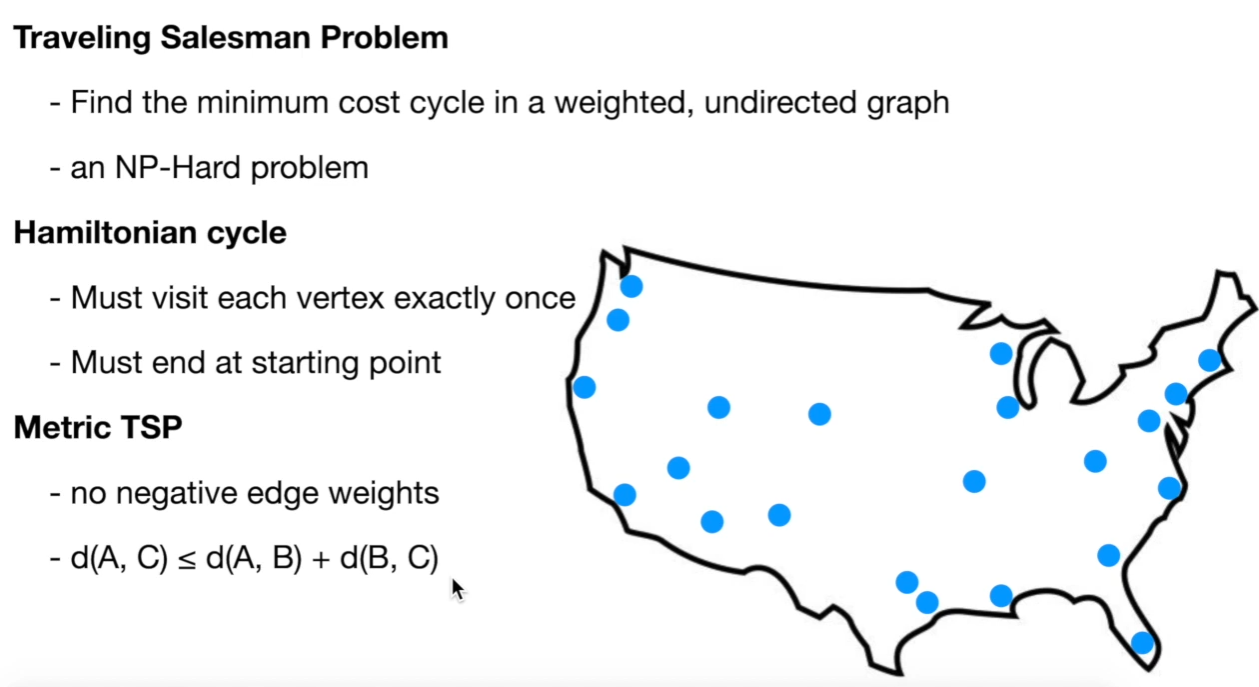 Traveling Salesman Problem
- Find the minimum cost cycle in a weighted, undirected graph
- an NP-Hard problem
Hamiltonian cycle
- Must visit each vertex exactly once
- Must end at starting point
Metric TSP
- no negative edge weights
- d(A, C) ≤ d(A, B) + d(B, C)